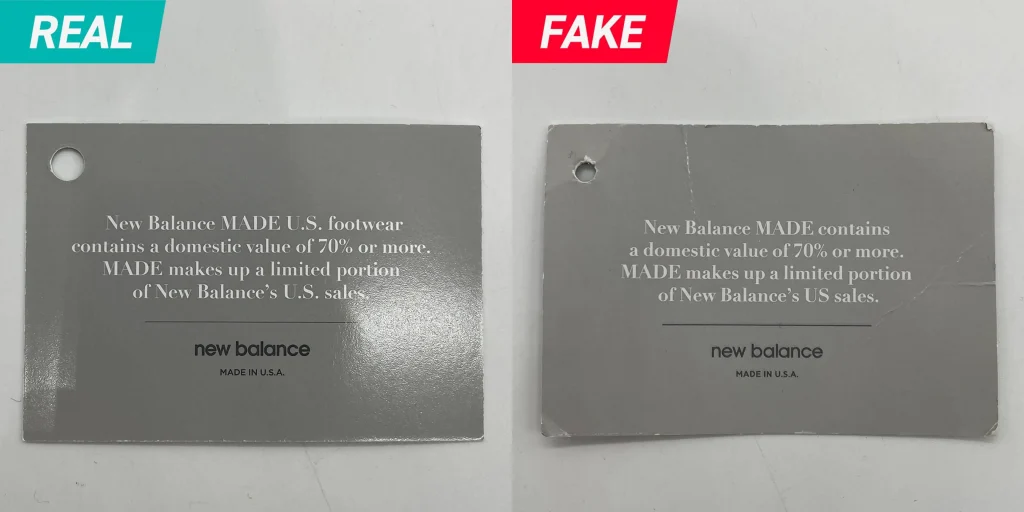 REAL
New Balance MADE U.S. footwear
contains a domestic value of 70% or more.
MADE makes up a limited portion
of New Balance's U.S. sales.
new balance
MADE IN U.S.A.
FAKE
New Balance MADE contains
a domestic value of 70% or more.
MADE makes up a limited portion
of New Balance's US sales.
new balance
MADE IN U.S.A.